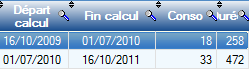 Départ calcul Fin calcul Conso uré
16/10/2009 01/07/2010 18 258
01/07/2010 16/10/2011 33 472